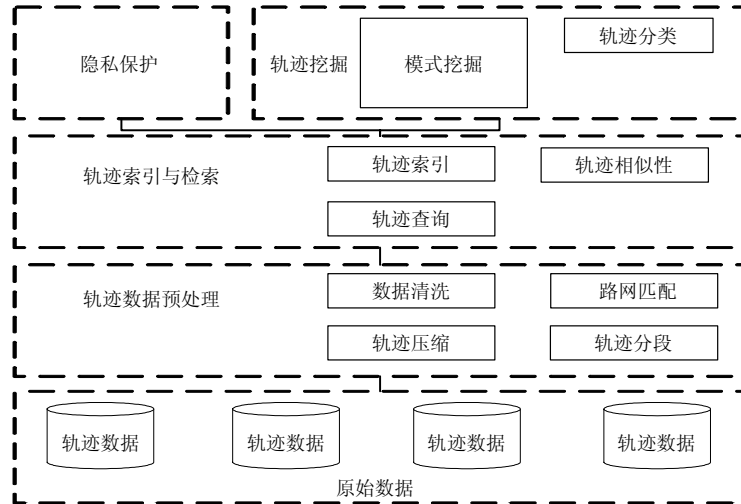 隐私保护
轨迹挖掘
模式挖掘
轨迹分类
轨迹索引与检索
轨迹索引
轨迹相似性
轨迹查询
轨迹数据预处理
数据清洗
路网匹配
轨迹压缩
轨迹分段
轨迹数据
轨迹数据
轨迹数据
轨迹数据
原始数据